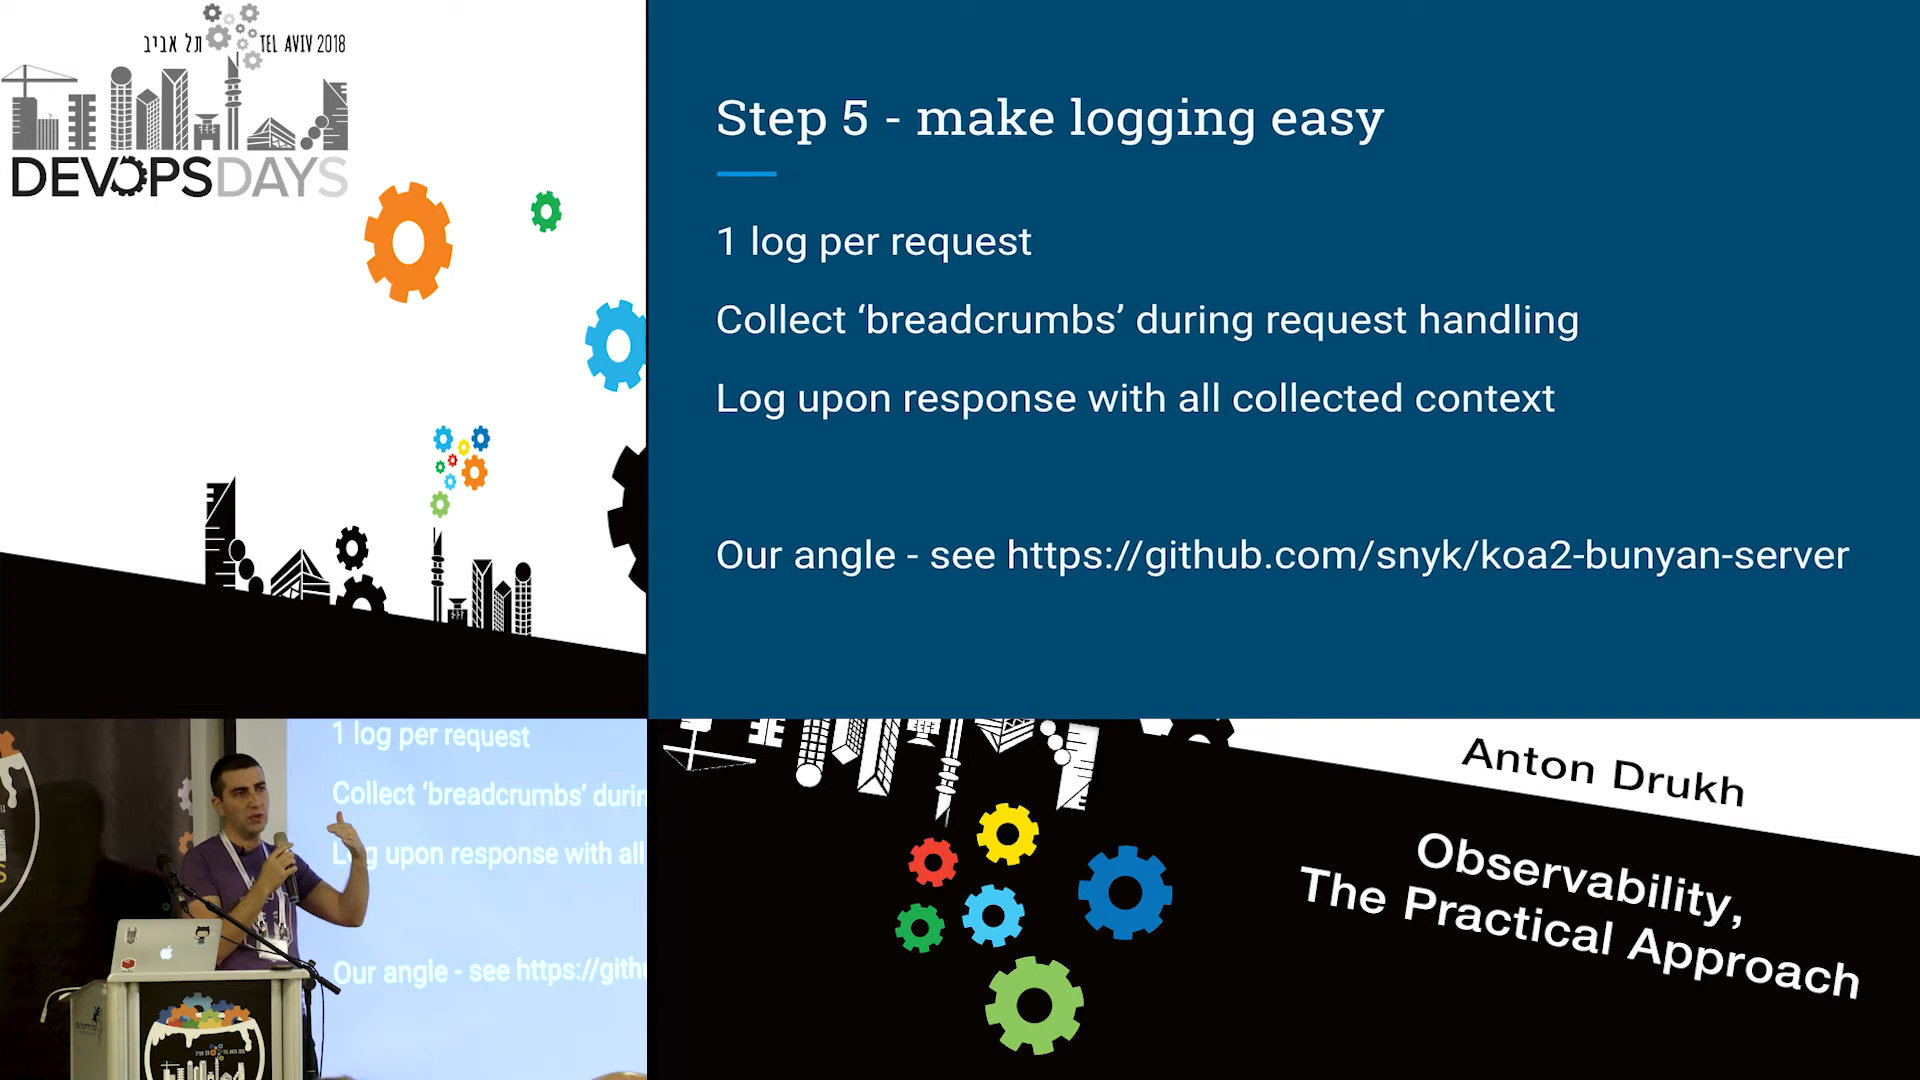 תל אביב TEL AVIV 2018
DEVOPSDAYS
Step 5 - make logging easy
1 log per request
Collect ‘breadcrumbs’ during request handling
Log upon response with all collected context
Our angle - see https://github.com/snyk/koa2-bunyan-server
1 log per request
Collect ‘breadcrumbs’ durin
Log upon response with all
Our angle - see https://gith
Anton Drukh
Observability,
The Practical Approach